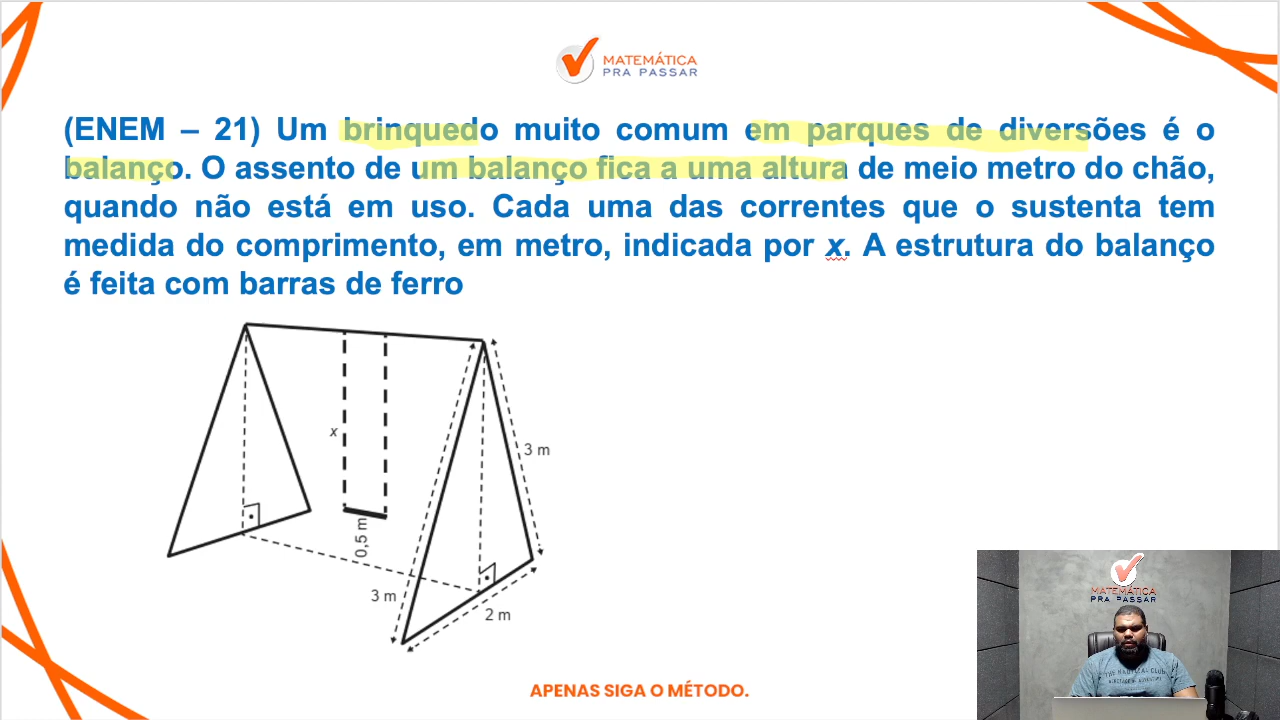 MATEMÁTICA
PRA PASSAR
(ENEM – 21) Um brinquedo muito comum em parques de diversões é o
balanço. O assento de um balanço fica a uma altura de meio metro do chão,
quando não está em uso. Cada uma das correntes que o sustenta tem
medida do comprimento, em metro, indicada por x. A estrutura do balanço
é feita com barras de ferro
x
3 m
0,5 m
3 m
2 m
MATEMÁTICA
PRA PASSAR
THE NAUTICAL CLUB
APENAS SIGA O MÉTODO.